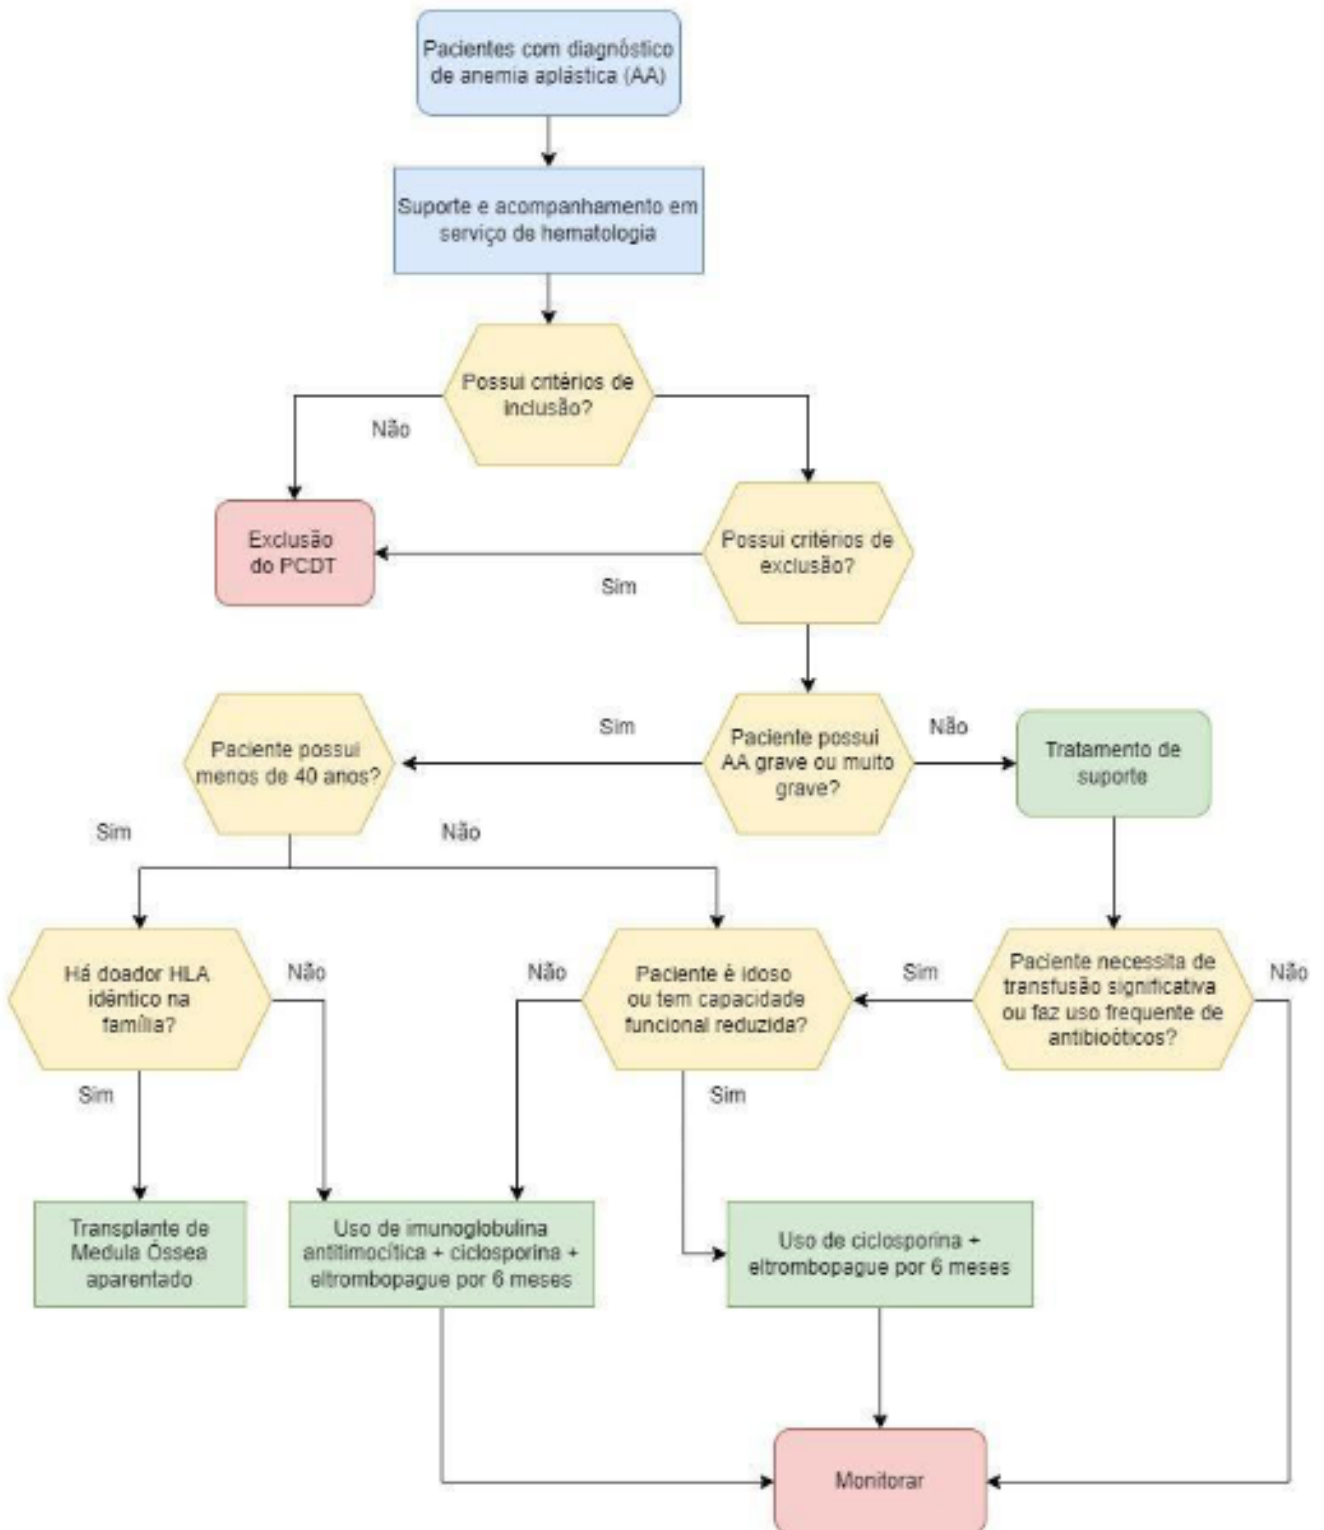 Pacientes com diagnóstico
de anemia aplástica (AA)
Suporte e acompanhamento em
serviço de hematologia
Possui critérios de
inclusão?
Não
Exclusão
do PCDT
Possui critérios de
exclusão?
Sim
Paciente possui
menos de 40 anos?
Sim
Paciente possui
AA grave ou muito
grave?
Não
Tratamento de
suporte
Sim
Não
Há doador HLA
idêntico na
família?
Não
Não
Paciente é idoso
ou tem capacidade
funcional reduzida?
Sim
Paciente necessita de
transfusão significativa
ou faz uso frequente de
antibioóticos?
Não
Sim
Sim
Transplante de
Medula Óssea
aparentado
Uso de imunoglobulina
antitimocítica + ciclosporina +
eltrombopague por 6 meses
Uso de ciclosporina +
eltrombopague por 6 meses
Monitorar